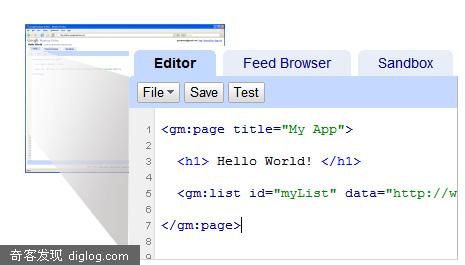 Editor Feed Browser Sandbox
File Save Test
1 <gm:page title="My App">
2
3 <h1> Hello World! </h1>
4
5 <gm:list id="myList" data="http://w
6
7 </gm:page>
8
9
奇客发现 diglog.com